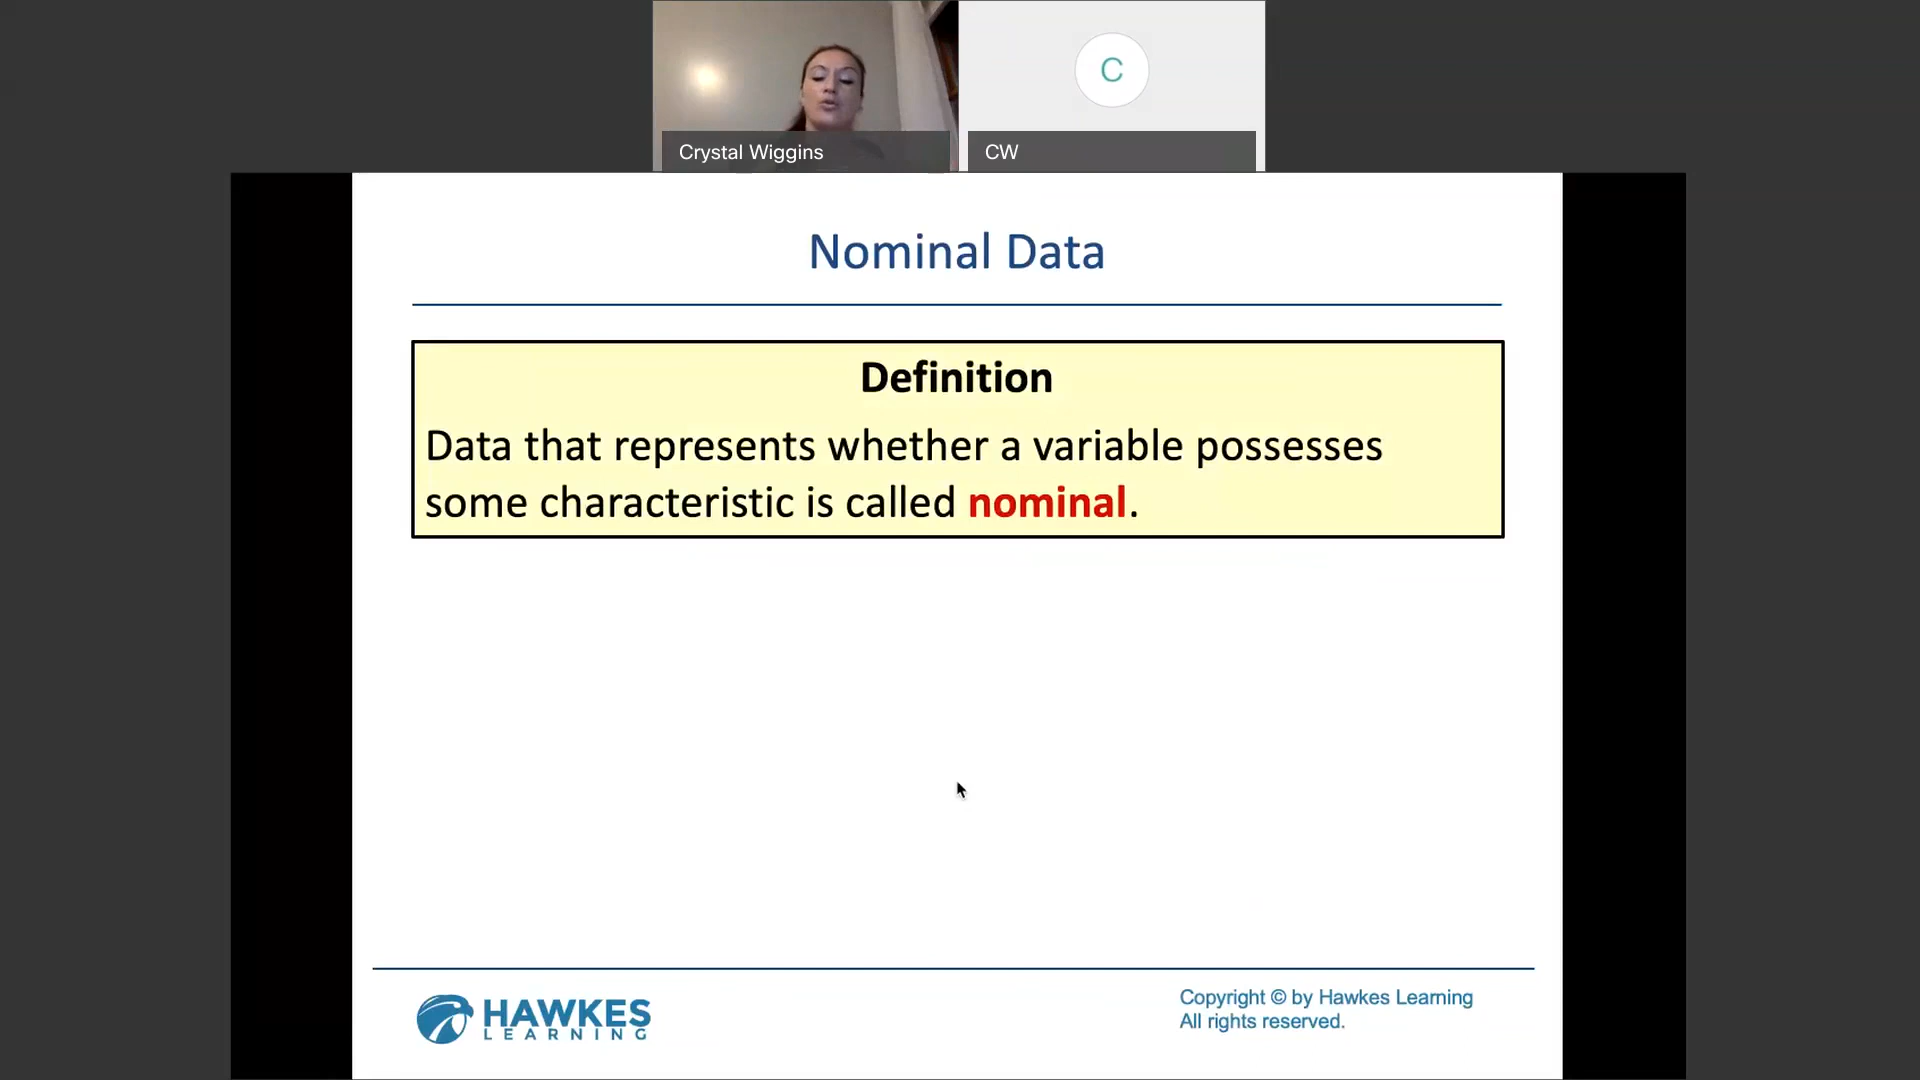 C
Crystal Wiggins
CW
Nominal Data
Definition
Data that represents whether a variable possesses
some characteristic is called nominal.
HAWKES
LEARNING
Copyright © by Hawkes Learning
All rights reserved.